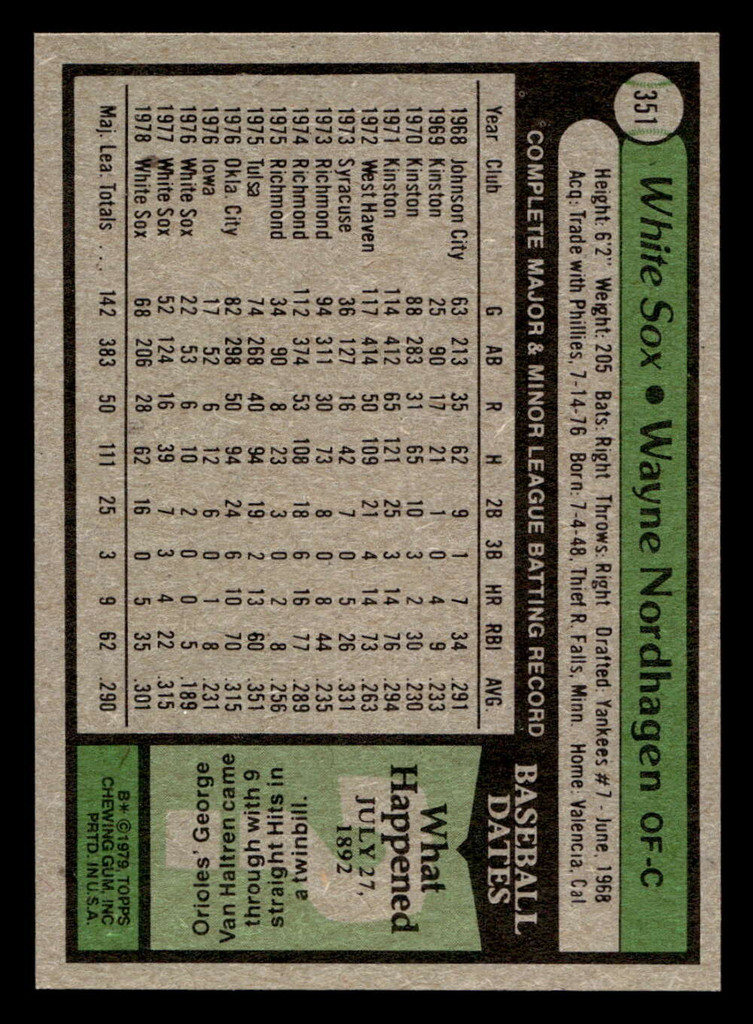 351
White Sox • Wayne Nordhagen OF-C
Height: 6'2" Weight: 205 Bats: Right Throws: Right Drafted: Yankees #7 - June, 1968
Acq: Trade with Phillies, 7-14-76 Born: 7-4-48, Thief R. Falls, Minn. Home: Valencia, Cal
COMPLETE MAJOR & MINOR LEAGUE BATTING RECORD
Year Club G AB R H 2B 3B HR RBI AVG.
1968 Johnson City 63 213 35 62 9 1 7 34 .291
1969 Kinston 25 90 17 21 1 0 4 9 .233
1970 Kinston 88 283 31 65 10 3 2 30 .230
1971 Kinston 114 412 65 121 25 3 14 76 .294
1972 West Haven 117 414 50 109 21 4 14 73 .263
1973 Syracuse 36 127 16 42 7 0 5 26 .331
1973 Richmond 94 311 30 73 8 0 8 44 .235
1974 Richmond 112 374 53 108 18 6 16 77 .289
1975 Richmond 34 90 8 23 3 0 2 8 .256
1975 Tulsa 74 268 40 94 19 2 13 60 .351
1976 Okla. City 82 298 50 94 24 6 10 70 .315
1976 Iowa 17 52 6 12 6 0 1 8 .231
1976 White Sox 22 53 6 10 2 0 0 5 .189
1977 White Sox 52 124 16 39 7 3 4 22 .315
1978 White Sox 68 206 28 62 16 0 5 35 .301
Maj. Lea. Totals ... 142 383 50 111 25 3 9 62 .290
BASEBALL
DATES
What
Happened
JULY 27,
1892
Orioles' George
Van Haltren came
through with 9
straight Hits in
a twinbill.
B* © 1979, TOPPS
CHEWING GUM, INC
PRTD. IN U.S.A.